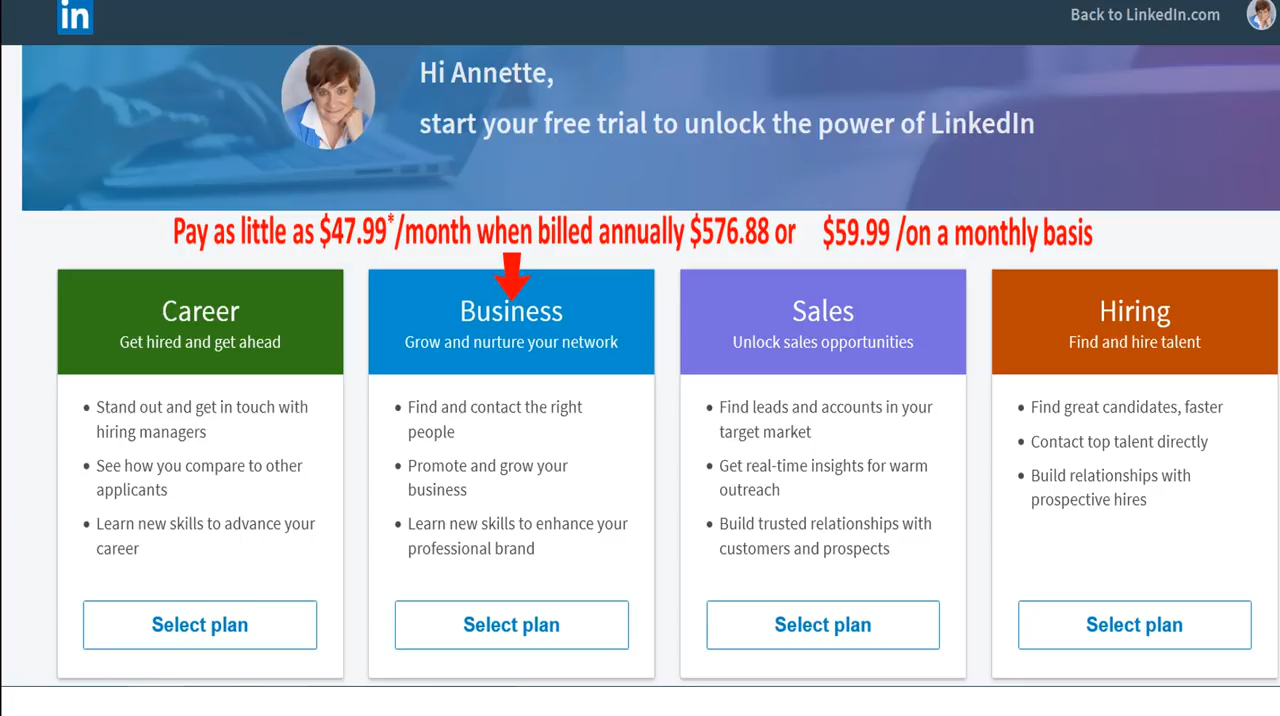 in
Back to LinkedIn.com
Hi Annette,
start your free trial to unlock the power of LinkedIn
Pay as little as $47.99*/month when billed annually $576.88 or $59.99 /on a monthly basis
Career
Get hired and get ahead
• Stand out and get in touch with
hiring managers
• See how you compare to other
applicants
• Learn new skills to advance your
career
Select plan
Business
Grow and nurture your network
• Find and contact the right
people
• Promote and grow your
business
• Learn new skills to enhance your
professional brand
Select plan
Sales
Unlock sales opportunities
• Find leads and accounts in your
target market
• Get real-time insights for warm
outreach
• Build trusted relationships with
customers and prospects
Select plan
Hiring
Find and hire talent
• Find great candidates, faster
• Contact top talent directly
• Build relationships with
prospective hires
Select plan